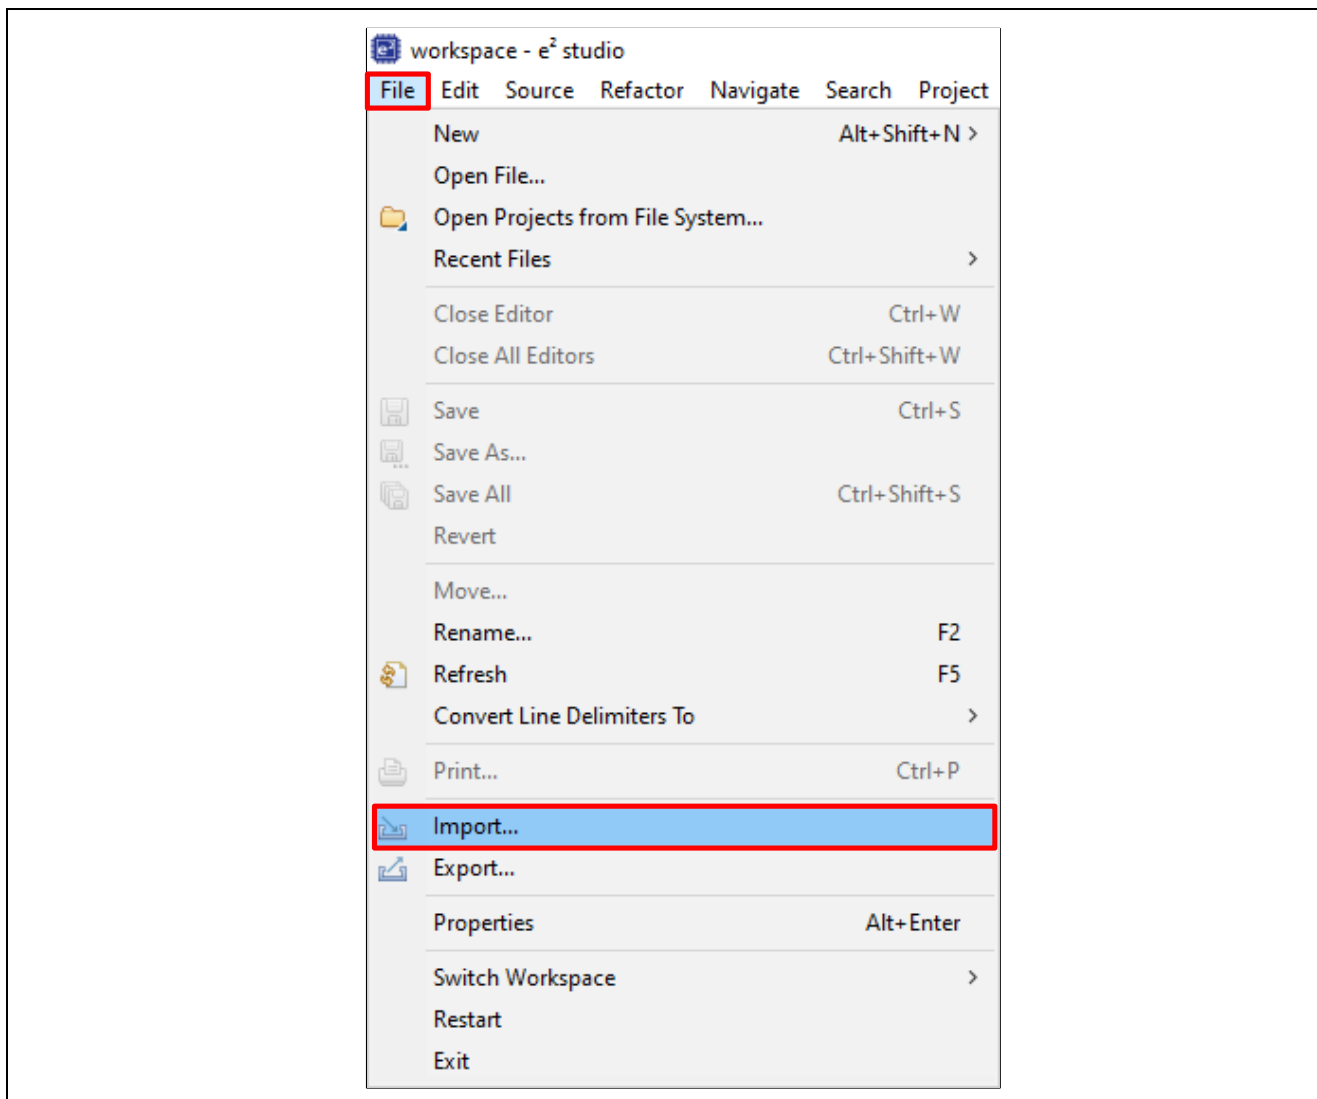 workspace - e² studio
File Edit Source Refactor Navigate Search Project
New Alt+Shift+N >
Open File...
Open Projects from File System...
Recent Files >
Close Editor Ctrl+W
Close All Editors Ctrl+Shift+W
Save Ctrl+S
Save As...
Save All Ctrl+Shift+S
Revert
Move...
Rename... F2
Refresh F5
Convert Line Delimiters To >
Print... Ctrl+P
Import...
Export...
Properties Alt+Enter
Switch Workspace >
Restart
Exit